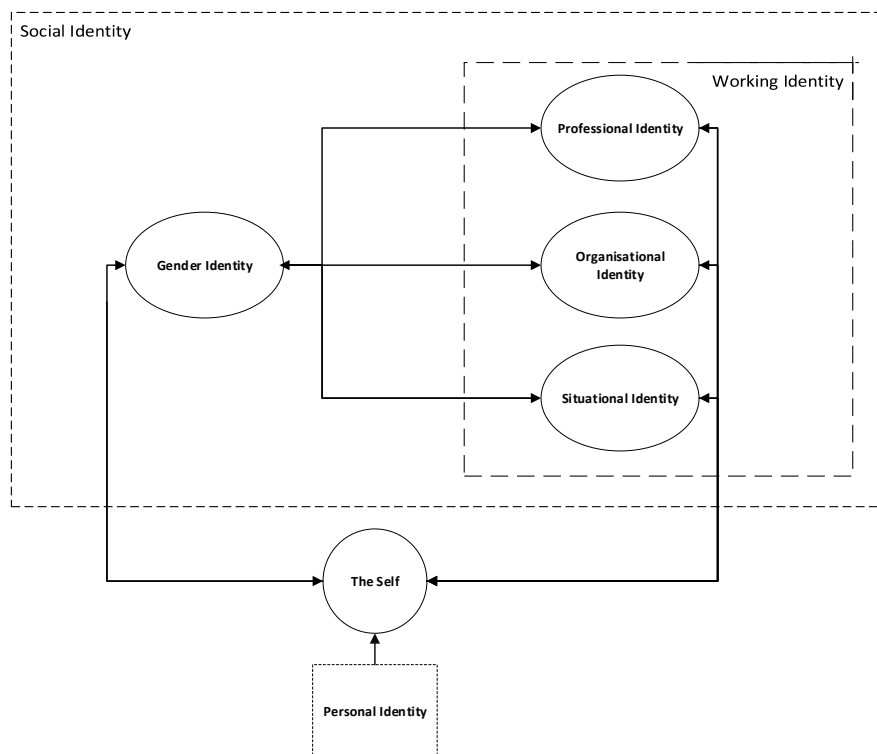 Social Identity
Working Identity
Professional Identity
Gender Identity
Organisational
Identity
Situational Identity
The Self
Personal Identity